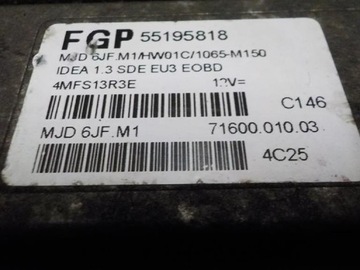 FGP 55195818
MJD 6JF.M1/HW01C/1065-M150
IDEA 1.3 SDE EU3 EOBD
4MFS13R3E 12V=
C146
MJD 6JF.M1 71600.010.03
4C25